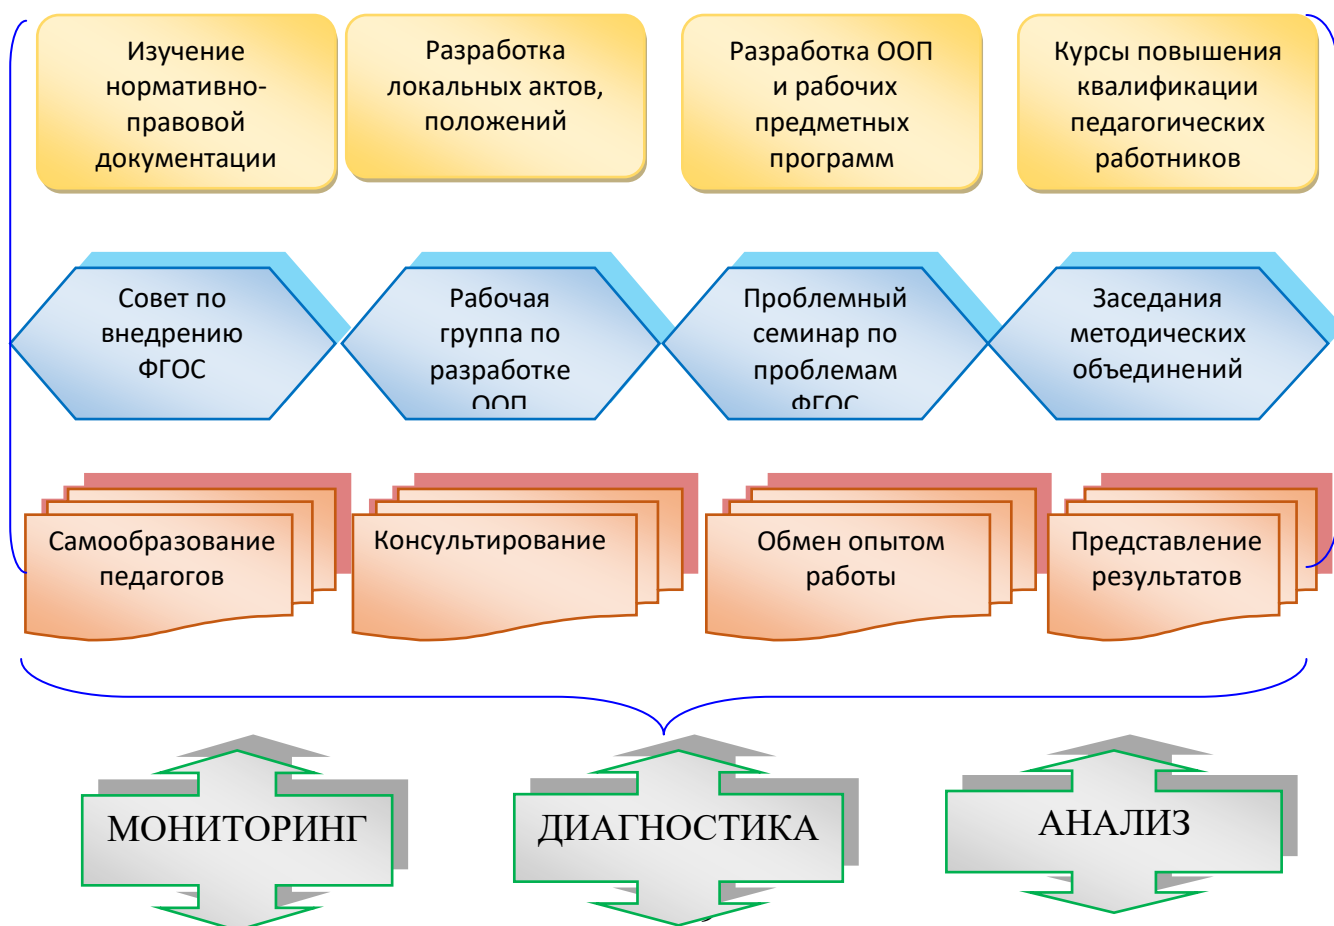 Изучение
нормативно-
правовой
документации
Разработка
локальных актов,
положений
Разработка ООП
и рабочих
предметных
программ
Курсы повышения
квалификации
педагогических
работников
Совет по
внедрению
ФГОС
Рабочая
группа по
разработке
ООП
Проблемный
семинар по
проблемам
ФГОС
Заседания
методических
объединений
Самообразование
педагогов
Консультирование
Обмен опытом
работы
Представление
результатов
МОНИТОРИНГ
ДИАГНОСТИКА
АНАЛИЗ